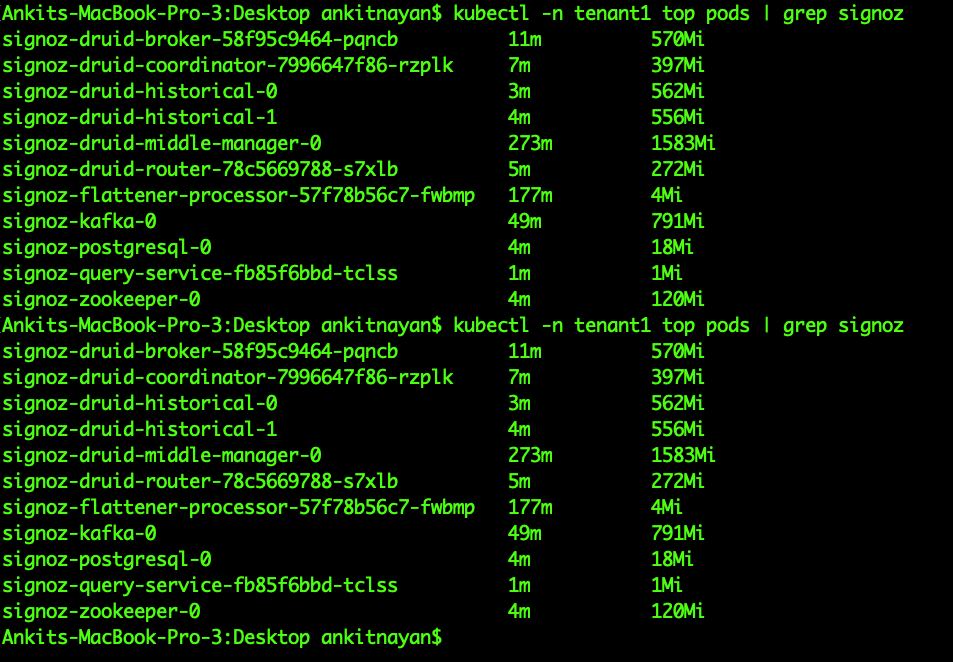 Ankits-MacBook-Pro-3:Desktop ankitnayan$ kubectl -n tenant1 top pods | grep signoz
signoz-druid-broker-58f95c9464-pqncb 11m 570Mi
signoz-druid-coordinator-7996647f86-rzplk 7m 397Mi
signoz-druid-historical-0 3m 562Mi
signoz-druid-historical-1 4m 556Mi
signoz-druid-middle-manager-0 273m 1583Mi
signoz-druid-router-78c5669788-s7xlb 5m 272Mi
signoz-flattener-processor-57f78b56c7-fwbmp 177m 4Mi
signoz-kafka-0 49m 791Mi
signoz-postgresql-0 4m 18Mi
signoz-query-service-fb85f6bbd-tclss 1m 1Mi
signoz-zookeeper-0 4m 120Mi
Ankits-MacBook-Pro-3:Desktop ankitnayan$ kubectl -n tenant1 top pods | grep signoz
signoz-druid-broker-58f95c9464-pqncb 11m 570Mi
signoz-druid-coordinator-7996647f86-rzplk 7m 397Mi
signoz-druid-historical-0 3m 562Mi
signoz-druid-historical-1 4m 556Mi
signoz-druid-middle-manager-0 273m 1583Mi
signoz-druid-router-78c5669788-s7xlb 5m 272Mi
signoz-flattener-processor-57f78b56c7-fwbmp 177m 4Mi
signoz-kafka-0 49m 791Mi
signoz-postgresql-0 4m 18Mi
signoz-query-service-fb85f6bbd-tclss 1m 1Mi
signoz-zookeeper-0 4m 120Mi
Ankits-MacBook-Pro-3:Desktop ankitnayan$